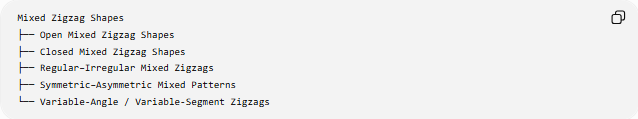 Mixed Zigzag Shapes
├── Open Mixed Zigzag Shapes
├── Closed Mixed Zigzag Shapes
├── Regular–Irregular Mixed Zigzags
├── Symmetric–Asymmetric Mixed Patterns
└── Variable-Angle / Variable-Segment Zigzags